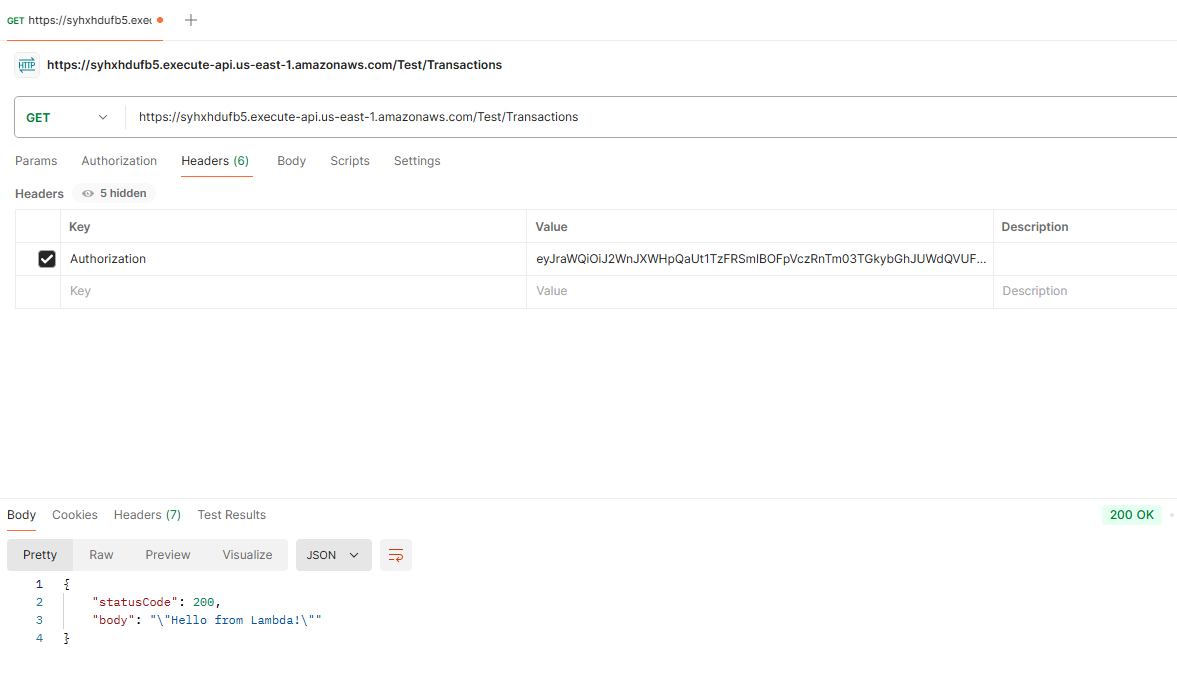 GET https://syhxhdufb5.exec
HTTP https://syhxhdufb5.execute-api.us-east-1.amazonaws.com/Test/Transactions
GET https://syhxhdufb5.execute-api.us-east-1.amazonaws.com/Test/Transactions
Params Authorization Headers (6) Body Scripts Settings
Headers 5 hidden
Key Value Description
Authorization eyJraWQiOiJ2WnJXWHpQaUt1TzFRSmlBOFpVczRnTm03TGkybGhJUWdQVUF...
Key Value Description
Body Cookies Headers (7) Test Results 200 OK
Pretty Raw Preview Visualize JSON
1 {
2 "statusCode": 200,
3 "body": "\"Hello from Lambda!\""
4 }